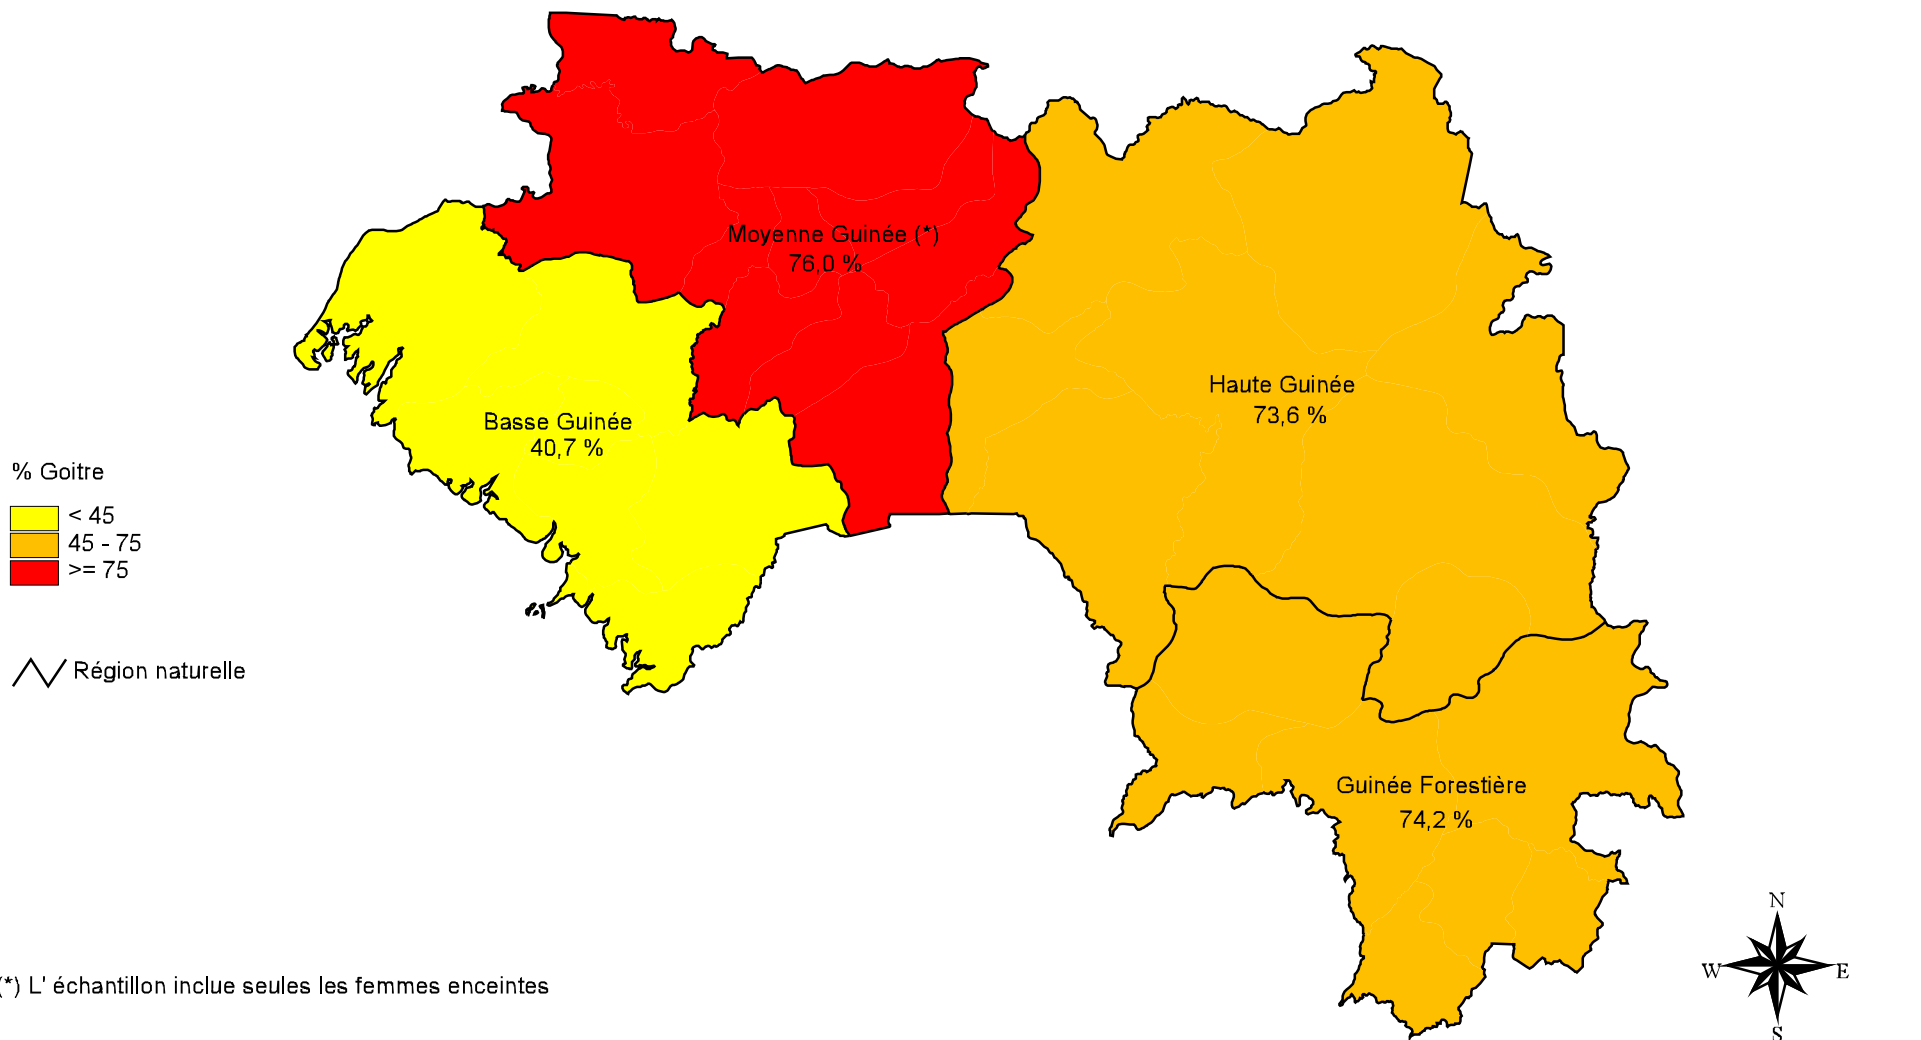 Moyenne Guinée (*)
76,0 %
Haute Guinée
73,6 %
Basse Guinée
40,7 %
% Goitre
< 45
45 - 75
>= 75
Région naturelle
Guinée Forestière
74,2 %
(*) L' échantillon inclue seules les femmes enceintes
N
W
E
S